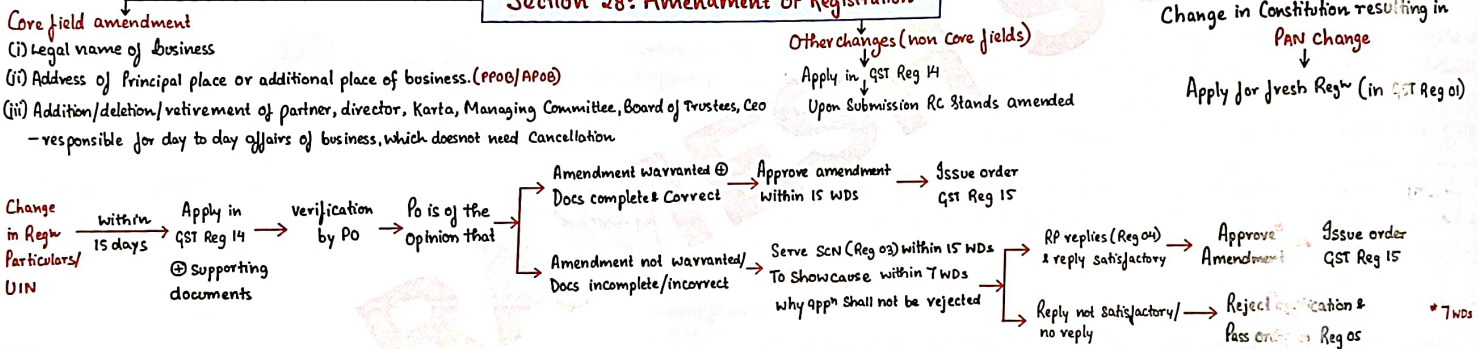 Section 28: Amendment of Registration
Core field amendment
(i) Legal name of business
(ii) Address of Principal place or additional place of business. (PPOB/APOB)
(iii) Addition/deletion/retirement of partner, director, Karta, Managing Committee, Board of Trustees, CEO
- responsible for day to day affairs of business, which doesnot need Cancellation
Other changes (non core fields)
Apply in GST Reg 14
Upon Submission RC Stands amended
Change in Constitution resulting in
PAN Change
Apply for fresh Regn (in GST Reg 01)
Change
in Regn
Particulars/
UIN
within
15 days
Apply in
GST Reg 14
⊕ Supporting
documents
verification
by PO
Po is of the
opinion that
Amendment warranted ⊕
Docs complete & Correct
Approve amendment
within 15 WDs
Issue order
GST Reg 15
Amendment not warranted/
Docs incomplete/incorrect
Serve SCN (Reg 03) within 15 WDs
To Showcause within 7 WDs
why appn Shall not be rejected
RP replies (Reg 04)
& reply satisfactory
Approve
Amendment
Issue order
GST Reg 15
Reply not satisfactory/
no reply
Reject &
Pass Reg 05
* 7 WDs